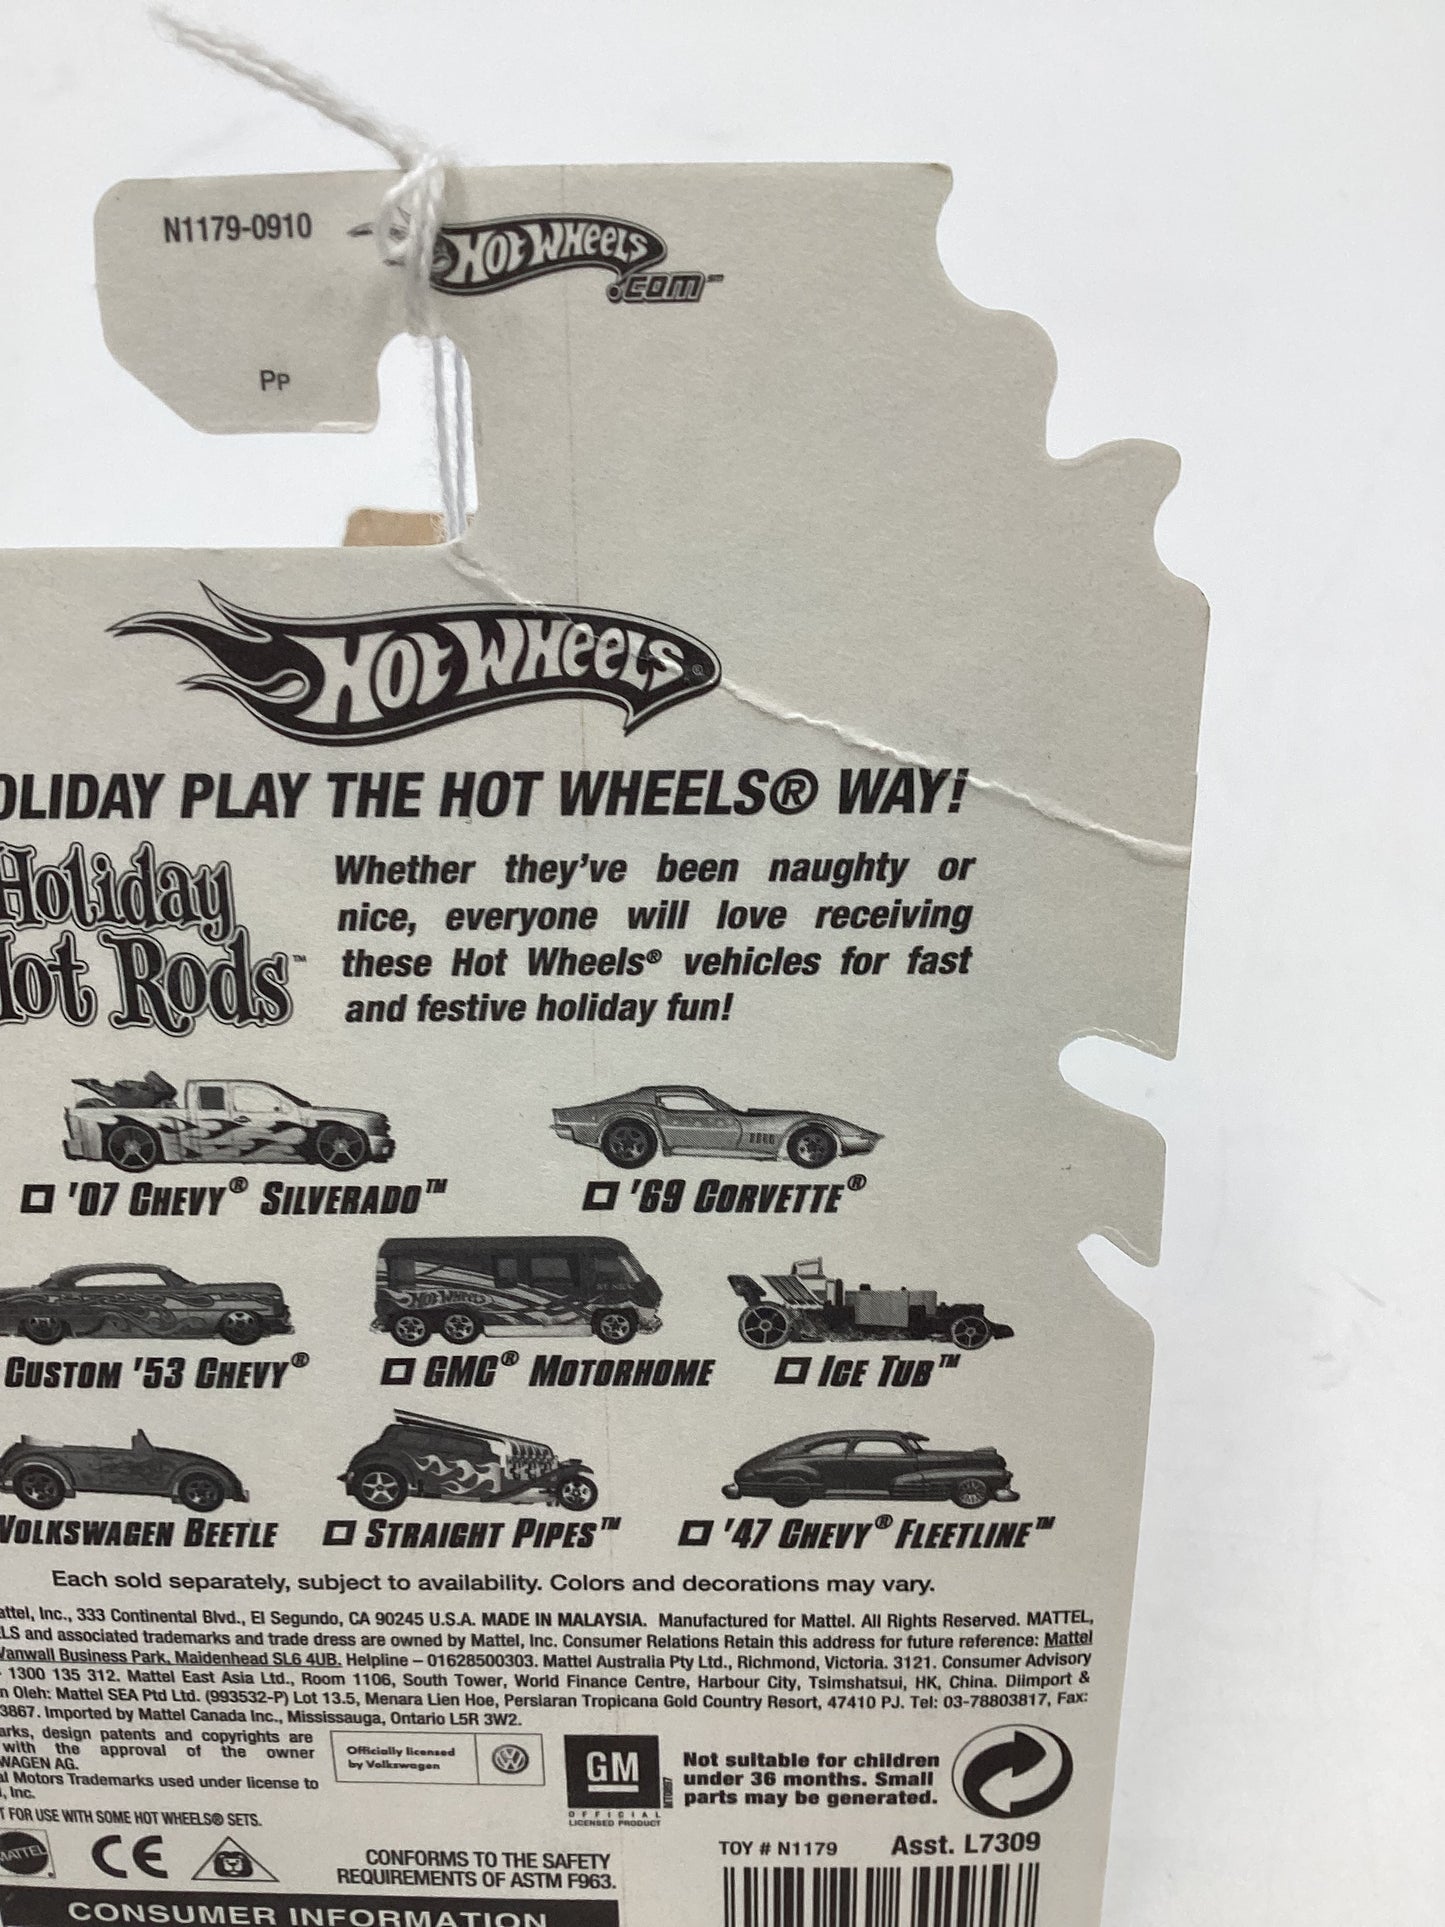 N1179-0910
HOT WHEELS
.COM℠
PP
HOT WHEELS®
OLIDAY PLAY THE HOT WHEELS® WAY!
Holiday
Hot Rods™
Whether they've been naughty or
nice, everyone will love receiving
these Hot Wheels® vehicles for fast
and festive holiday fun!
'07 CHEVY® SILVERADO™
'69 CORVETTE®
CUSTOM '53 CHEVY®
GMC® MOTORHOME
ICE TUB™
VOLKSWAGEN BEETLE
STRAIGHT PIPES™
'47 CHEVY® FLEETLINE™
Each sold separately, subject to availability. Colors and decorations may vary.
attel, Inc., 333 Continental Blvd., El Segundo, CA 90245 U.S.A. MADE IN MALAYSIA. Manufactured for Mattel. All Rights Reserved. MATTEL,
LS and associated trademarks and trade dress are owned by Mattel, Inc. Consumer Relations Retain this address for future reference: Mattel
Vanwall Business Park, Maidenhead SL6 4UB. Helpline – 01628500303. Mattel Australia Pty Ltd., Richmond, Victoria. 3121. Consumer Advisory
- 1300 135 312. Mattel East Asia Ltd., Room 1106, South Tower, World Finance Centre, Harbour City, Tsimshatsui, HK, China. Diimport &
n Oleh: Mattel SEA Ptd Ltd. (993532-P) Lot 13.5, Menara Lien Hoe, Persiaran Tropicana Gold Country Resort, 47410 PJ. Tel: 03-78803817, Fax:
3867. Imported by Mattel Canada Inc., Mississauga, Ontario L5R 3W2.
arks, design patents and copyrights are
with the approval of the owner
WAGEN AG.
al Motors Trademarks used under license to
, Inc.
T FOR USE WITH SOME HOT WHEELS® SETS.
Officially licensed
by Volkswagen
GM
OFFICIAL
LICENSED PRODUCT
Not suitable for children
under 36 months. Small
parts may be generated.
MATTEL
CE
CONFORMS TO THE SAFETY
REQUIREMENTS OF ASTM F963.
TOY # N1179
Asst. L7309
CONSUMER INFORMATION